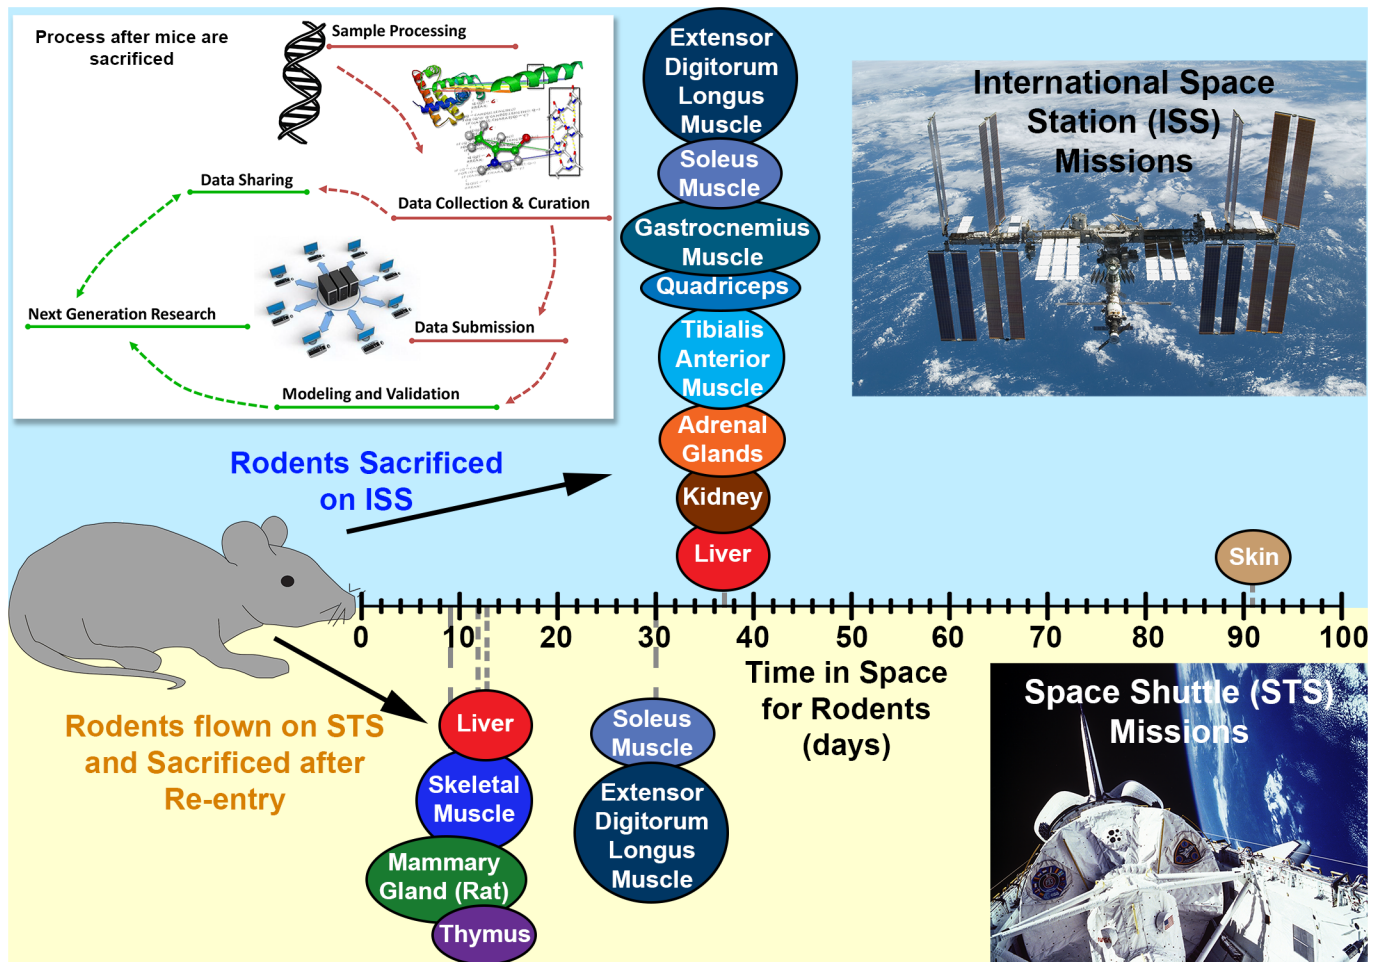 Process after mice are
sacrificed
Sample Processing
Data Sharing
Data Collection & Curation
Next Generation Research
Data Submission
Modeling and Validation
Extensor
Digitorum
Longus
Muscle
Soleus
Muscle
Gastrocnemius
Muscle
Quadriceps
Tibialis
Anterior
Muscle
Adrenal
Glands
Kidney
Liver
International Space
Station (ISS)
Missions
Rodents Sacrificed
on ISS
Skin
0 10 20 30 40 50 60 70 80 90 100
Time in Space
for Rodents
(days)
Rodents flown on STS
and Sacrificed after
Re-entry
Liver
Skeletal
Muscle
Mammary
Gland (Rat)
Thymus
Soleus
Muscle
Extensor
Digitorum
Longus
Muscle
Space Shuttle (STS)
Missions